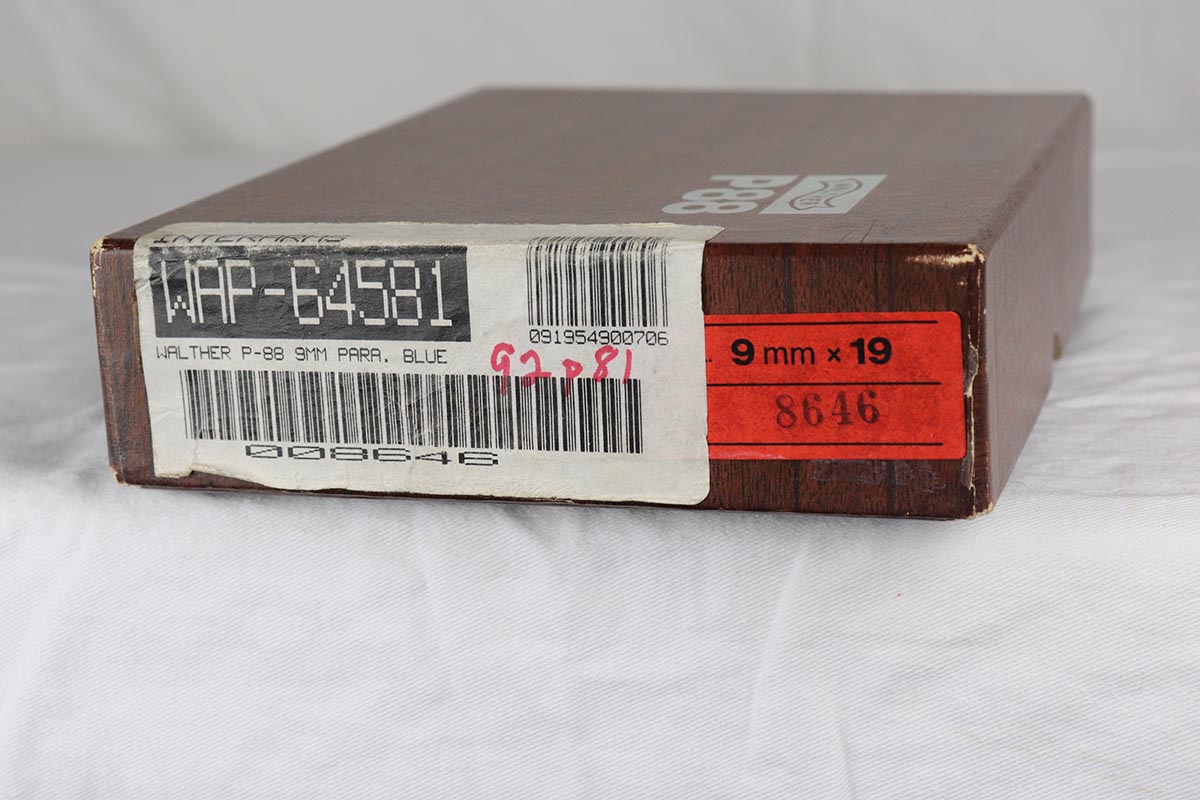 P88
INTERARMS
WAP-64581
091954900706
WALTHER P-88 9MM PARA. BLUE
92p81
008646
. 9 mm × 19
8646